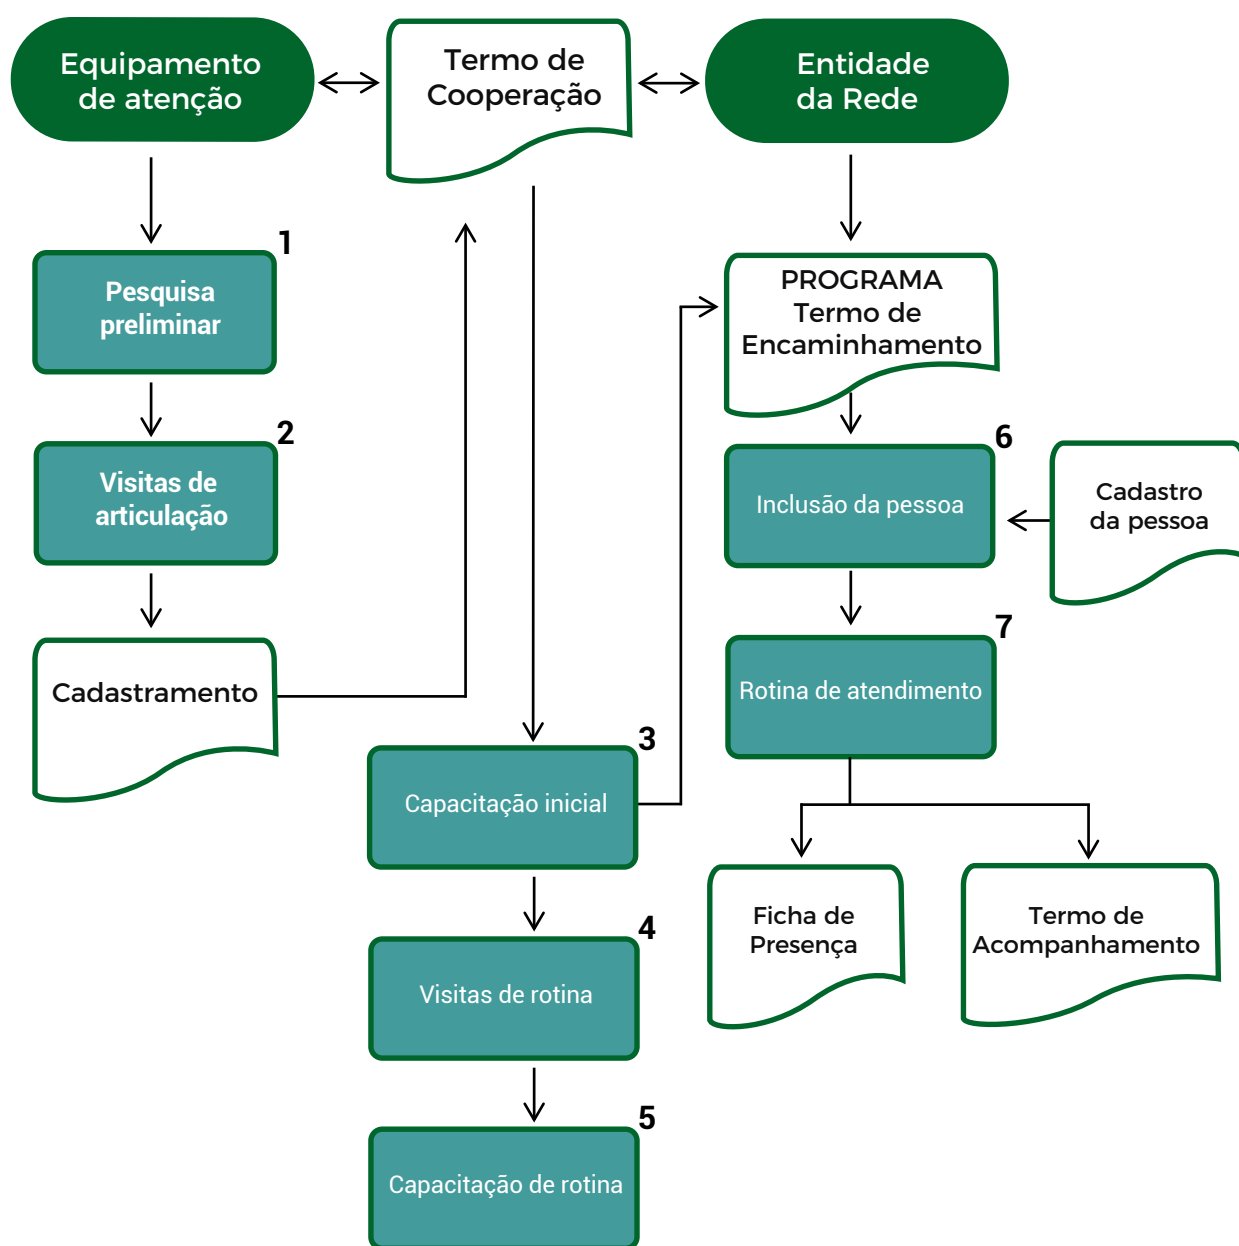 Equipamento
de atenção
Termo de
Cooperação
Entidade
da Rede
1
Pesquisa
preliminar
2
Visitas de
articulação
Cadastramento
3
Capacitação inicial
4
Visitas de rotina
5
Capacitação de rotina
PROGRAMA
Termo de
Encaminhamento
6
Inclusão da pessoa
Cadastro
da pessoa
7
Rotina de atendimento
Ficha de
Presença
Termo de
Acompanhamento